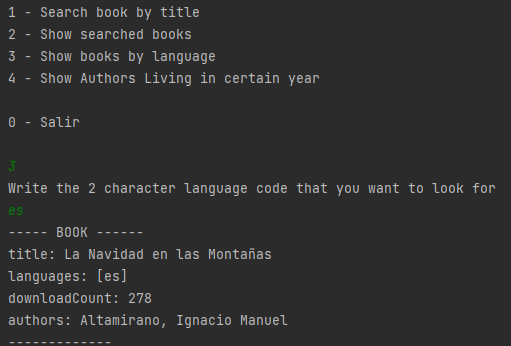 1 - Search book by title
2 - Show searched books
3 - Show books by language
4 - Show Authors Living in certain year
0 - Salir
3
Write the 2 character language code that you want to look for
es
----- BOOK ------
title: La Navidad en las Montañas
languages: [es]
downloadCount: 278
authors: Altamirano, Ignacio Manuel
-------------